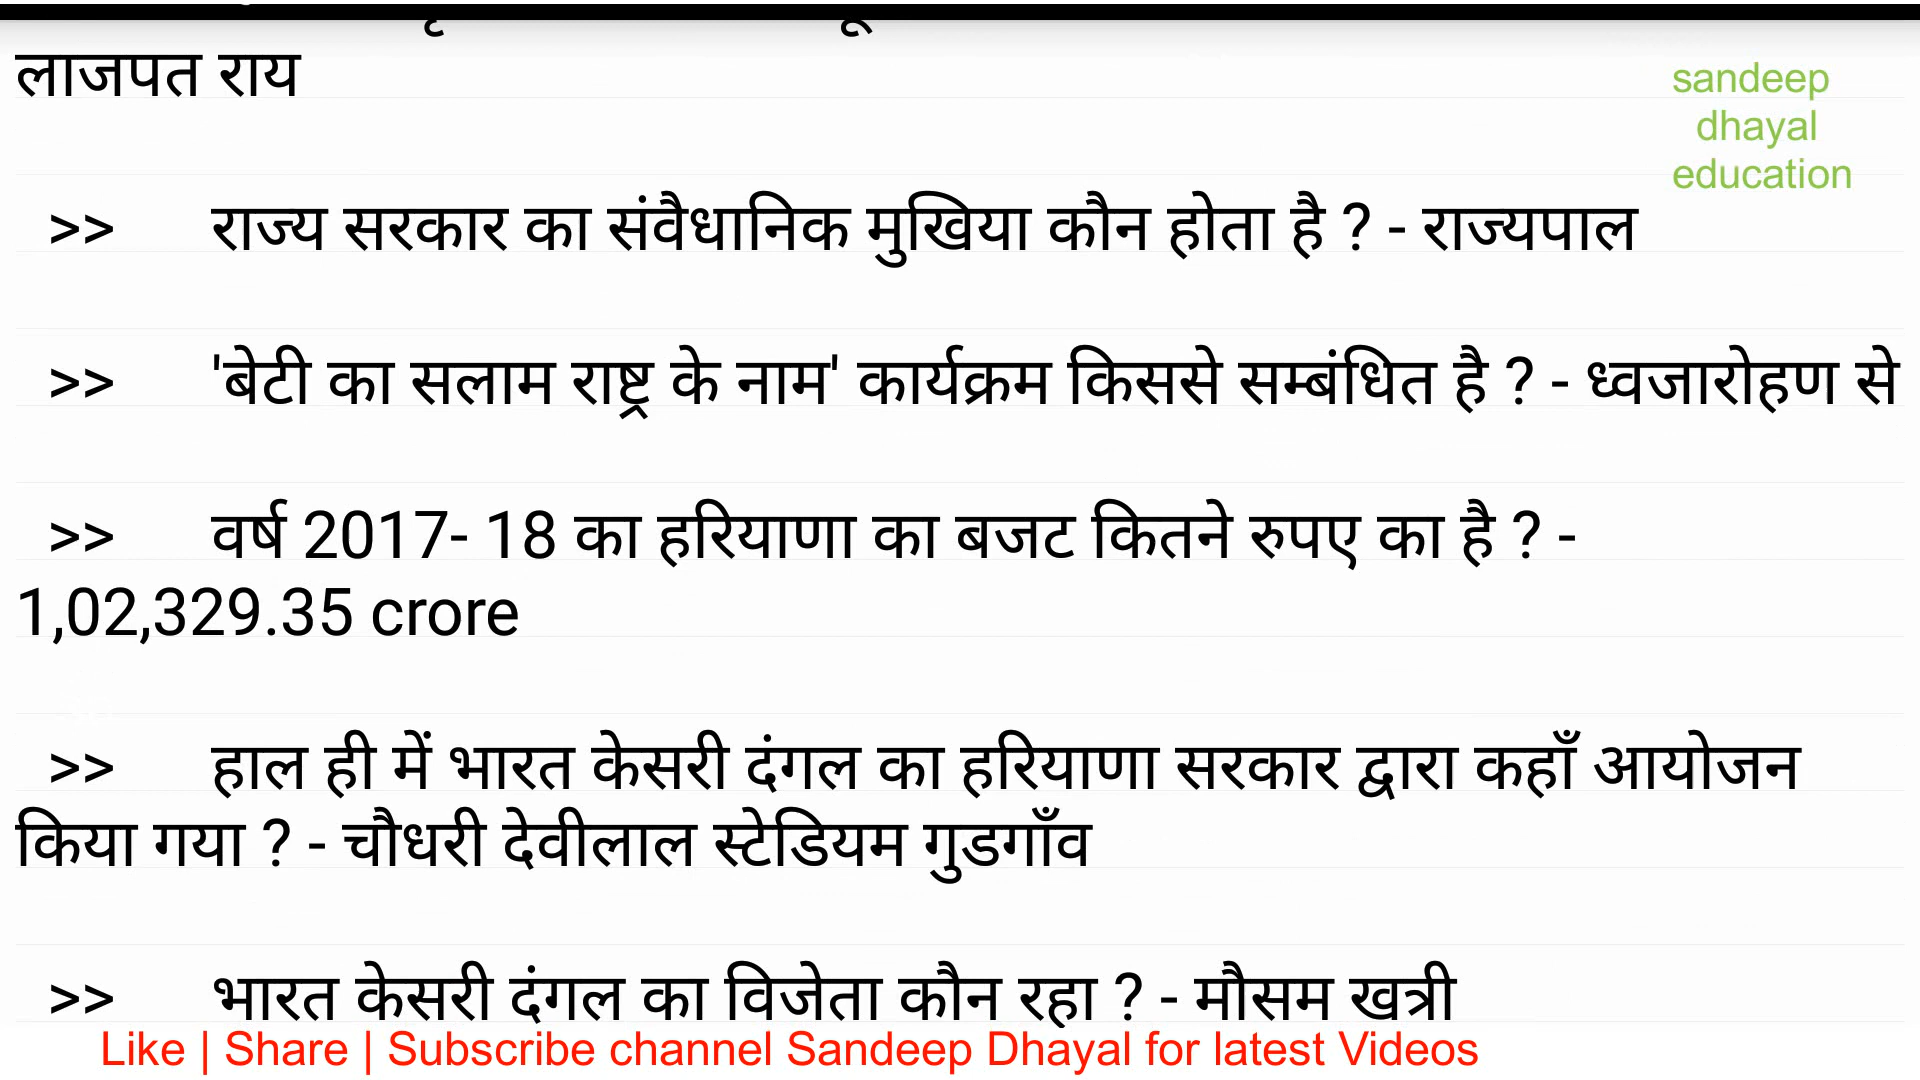 लाजपत राय
sandeep
dhayal
education
>> राज्य सरकार का संवैधानिक मुखिया कौन होता है ? - राज्यपाल
>> 'बेटी का सलाम राष्ट्र के नाम' कार्यक्रम किससे सम्बंधित है ? - ध्वजारोहण से
>> वर्ष 2017- 18 का हरियाणा का बजट कितने रुपए का है ? -
1,02,329.35 crore
>> हाल ही में भारत केसरी दंगल का हरियाणा सरकार द्वारा कहाँ आयोजन
किया गया ? - चौधरी देवीलाल स्टेडियम गुडगाँव
>> भारत केसरी दंगल का विजेता कौन रहा ? - मौसम खत्री
Like | Share | Subscribe channel Sandeep Dhayal for latest Videos